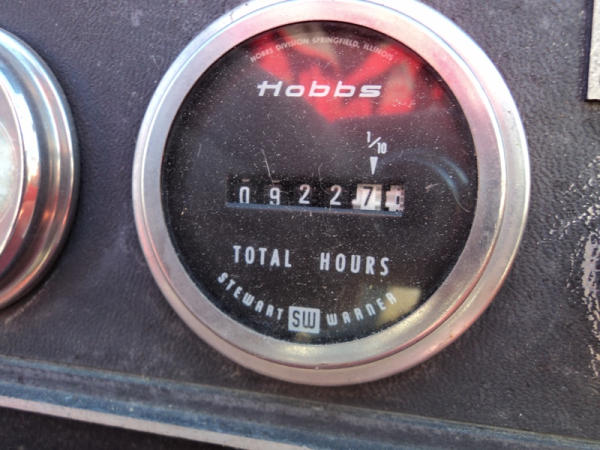 HOBBS DIVISION SPRINGFIELD, ILLINOIS
Hobbs
1/10
09227
TOTAL HOURS
STEWART SW WARNER